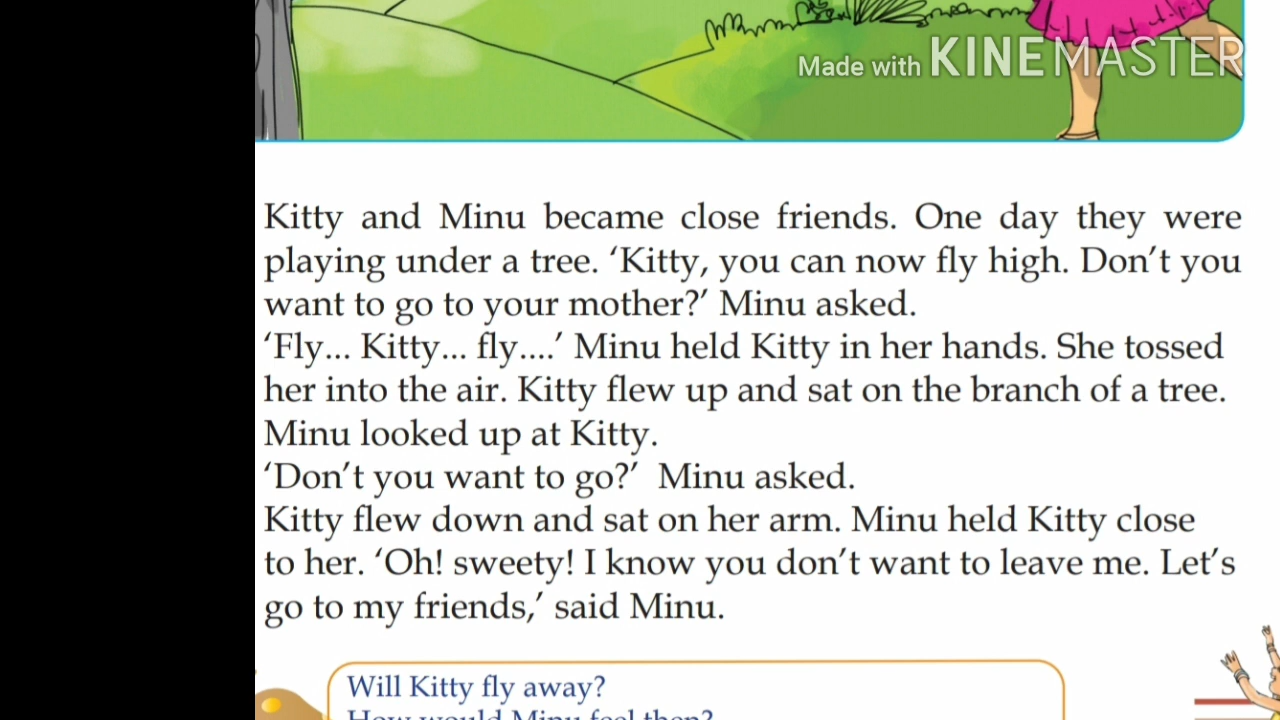 Made with KINEMASTER
Kitty and Minu became close friends. One day they were
playing under a tree. ‘Kitty, you can now fly high. Don’t you
want to go to your mother?’ Minu asked.
‘Fly... Kitty... fly....’ Minu held Kitty in her hands. She tossed
her into the air. Kitty flew up and sat on the branch of a tree.
Minu looked up at Kitty.
‘Don’t you want to go?’ Minu asked.
Kitty flew down and sat on her arm. Minu held Kitty close
to her. ‘Oh! sweety! I know you don’t want to leave me. Let’s
go to my friends,’ said Minu.
Will Kitty fly away?
How would Minu feel then?